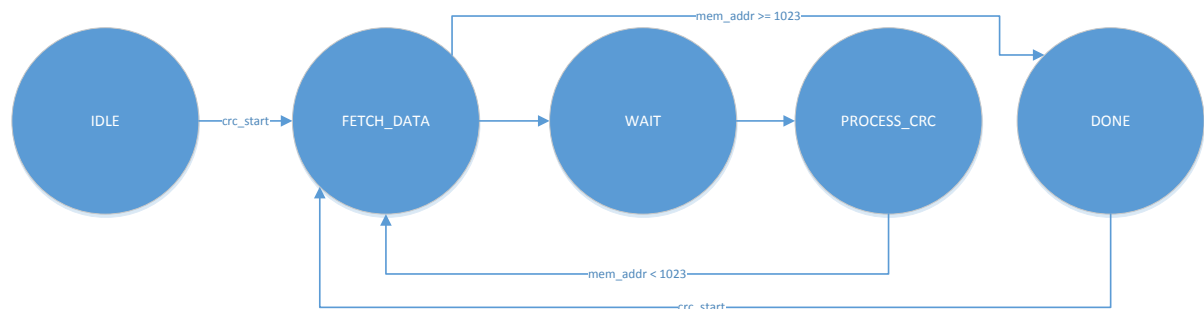 mem_addr >= 1023
IDLE
crc_start
FETCH_DATA
WAIT
PROCESS_CRC
DONE
mem_addr < 1023
crc_start